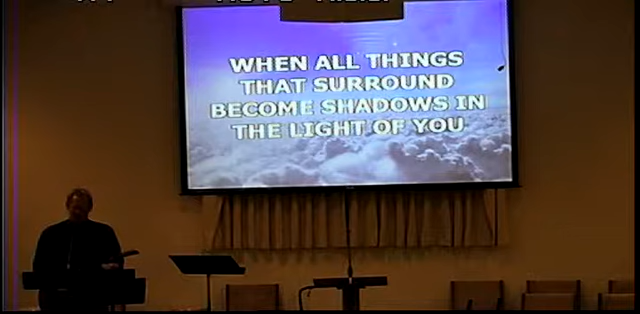 WHEN ALL THINGS
THAT SURROUND
BECOME SHADOWS IN
THE LIGHT OF YOU